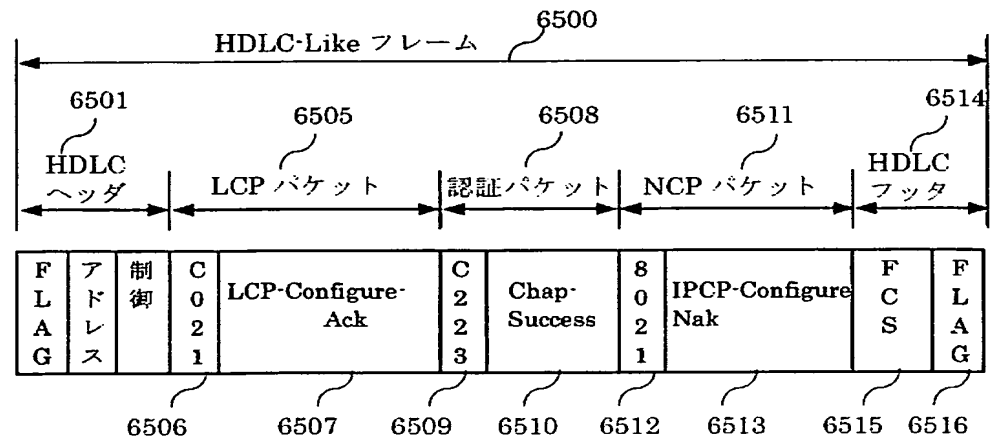 6500
HDLC-Like フレーム
6501
6505
6508
6511
6514
HDLC
ヘッダ
LCP パケット
認証パケット
NCP パケット
HDLC
フッタ
FLAG
アドレス
制御
C021
LCP-Configure-
Ack
C223
Chap-
Success
8021
IPCP-Configure
Nak
FCS
FLAG
6506
6507
6509
6510
6512
6513
6515
6516